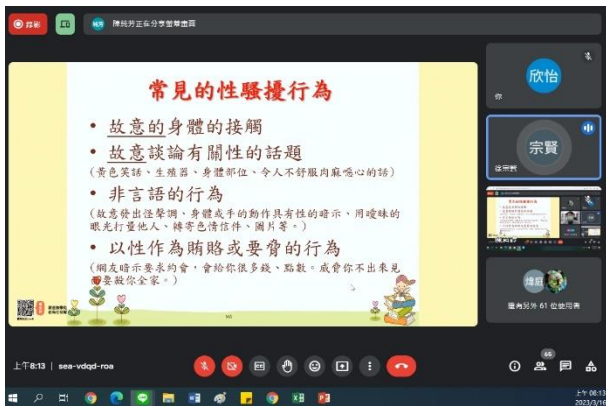 錄影
陳純芳正在分享螢幕畫面
常見的性騷擾行為
• 故意的身體的接觸
• 故意談論有關性的話題
(黃色笑話、生殖器、身體部位、令人不舒服肉麻噁心的話)
• 非言語的行為
(故意發出怪聲調、身體或手的動作具有性的暗示、用曖昧的
眼光打量他人、轉寄色情信件、圖片等。)
• 以性作為賄賂或要脅的行為
(網友暗示要求約會,會給你很多錢、點數。威脅你不出來見
要殺你全家。)
欣怡
你
宗賢
徐宗賢
還有另外 61 位使用者
上午8:13 | sea-vdqd-roa
65
上午 08:13
2023/3/16